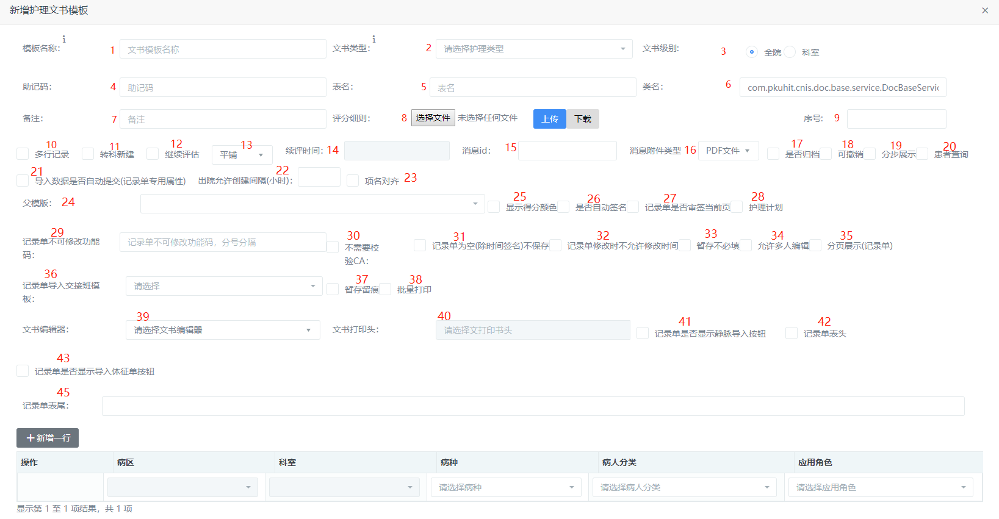 新增护理文书模板 ×
模板名称： i 1 文书模板名称 文书类型： i 2 请选择护理类型 文书级别： 3 全院 科室
助记码： 4 助记码 表名： 5 表名 类名： 6 com.pkuhit.cnis.doc.base.service.DocBaseServic
备注： 7 备注 评分细则： 8 选择文件 未选择任何文件 上传 下载 序号: 9
10 多行记录 11 转科新建 12 继续评估 13 平铺 续评时间： 14 消息id： 15 消息附件类型 16 PDF文件 17 是否归档 18 可撤销 19 分步展示 20 患者查询
21 导入数据是否自动提交(记录单专用属性) 出院允许创建间隔(小时)： 22 项名对齐 23
父模版： 24 25 显示得分颜色 26 是否自动签名 27 记录单是否审签当前页 28 护理计划
29 记录单不可修改功能 记录单不可修改功能码，分号分隔 30 不需要校 31 记录单为空(除时间签名)不保存 32 记录单修改时不允许修改时间 33 暂存不必填 34 允许多人编辑 35 分页展示(记录单)
码： 验CA：
36 记录单导入交接班模 请选择 37 暂存留痕 38 批量打印
板：
文书编辑器： 39 请选择文书编辑器 文书打印头： 40 请选择文打印书头 41 记录单是否显示静脉导入按钮 42 记录单表头
43
记录单是否显示导入体征单按钮
45
记录单表尾：
+新增一行
操作 病区 科室 病种 病人分类 应用角色
请选择病种 请选择病人分类 请选择应用角色
显示第 1 至 1 项结果，共 1 项